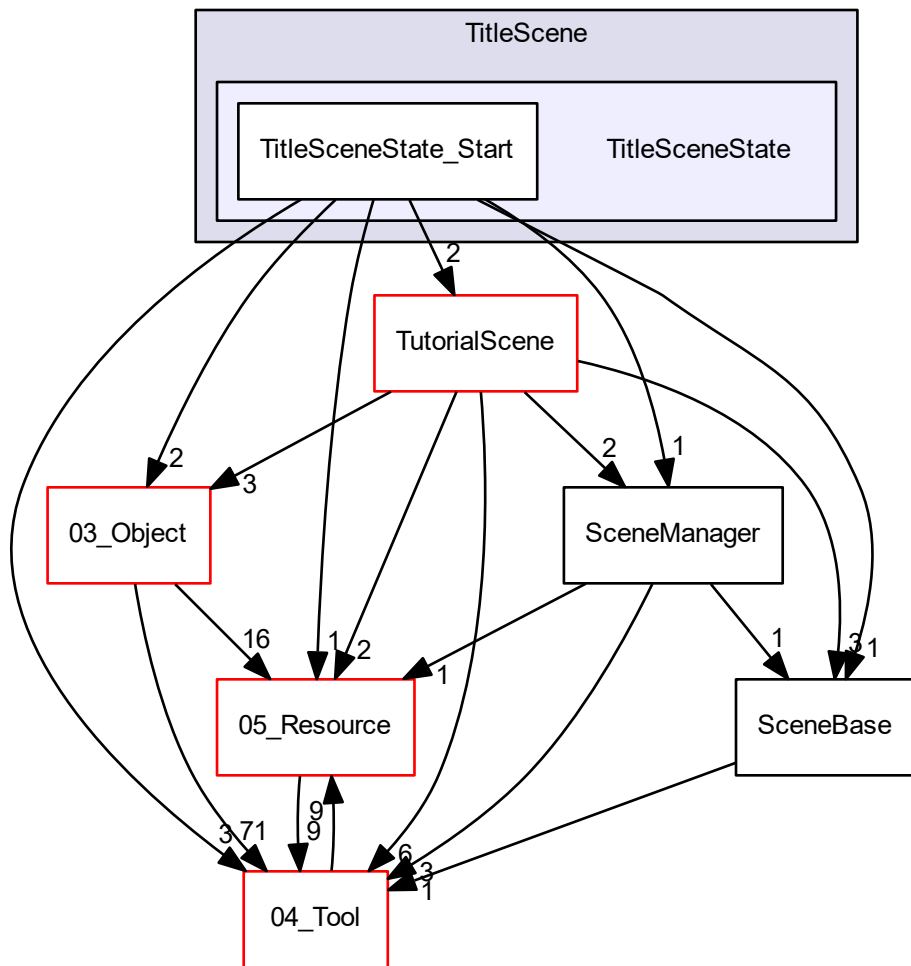 TitleScene
TitleSceneState_Start
TitleSceneState
2
TutorialScene
2
3
2
1
03_Object
SceneManager
16
1
2
1
1
3
1
05_Resource
SceneBase
9
9
3
71
6
3
1
04_Tool